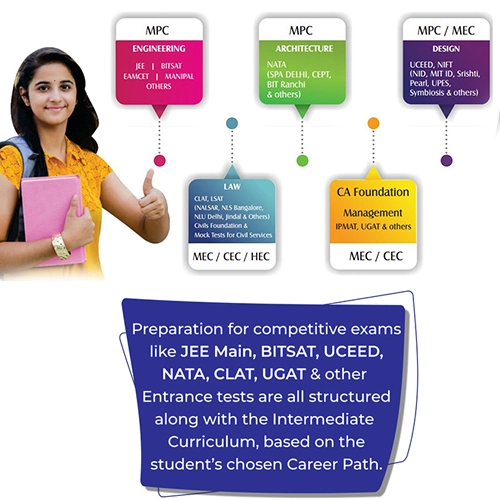 MPC
ENGINEERING
JEE | BITSAT
EAMCET | MANIPAL
OTHERS
MPC
ARCHITECTURE
NATA
(SPA DELHI, CEPT,
BIT Ranchi
& others)
MPC / MEC
DESIGN
UCEED, NIFT
(NID, MIT ID, Srishti,
Pearl, UPES,
Symbiosis & others)
LAW
CLAT, LSAT
(NALSAR, NLS Bangalore,
NLU Delhi, Jindal & Others)
Civils Foundation &
Mock Tests for Civil Services
MEC / CEC / HEC
CA Foundation
Management
IPMAT, UGAT & others
MEC / CEC
Preparation for competitive exams
like JEE Main, BITSAT, UCEED,
NATA, CLAT, UGAT & other
Entrance tests are all structured
along with the Intermediate
Curriculum, based on the
student's chosen Career Path.